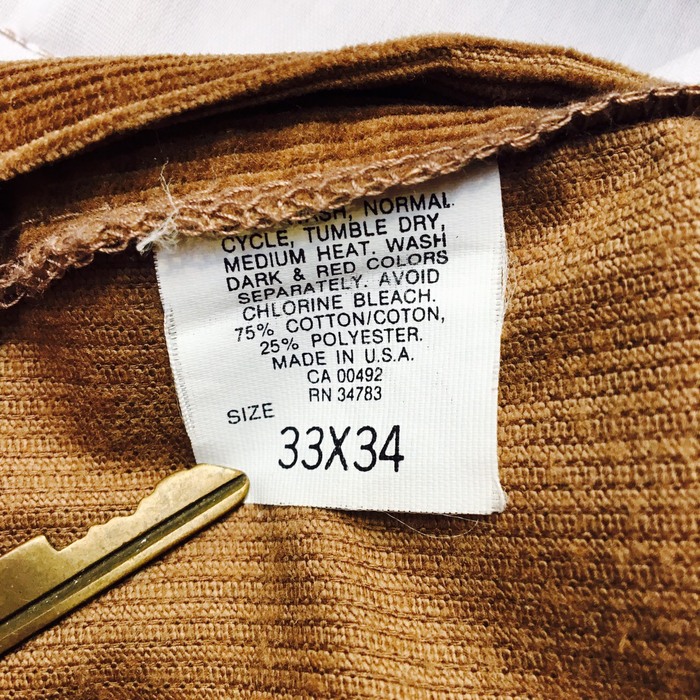 NORMAL
CYCLE, TUMBLE DRY,
MEDIUM HEAT. WASH
DARK & RED COLORS
SEPARATELY. AVOID
CHLORINE BLEACH.
75% COTTON/COTON,
25% POLYESTER.
MADE IN U.S.A.
CA 00492
RN 34783
SIZE
33X34